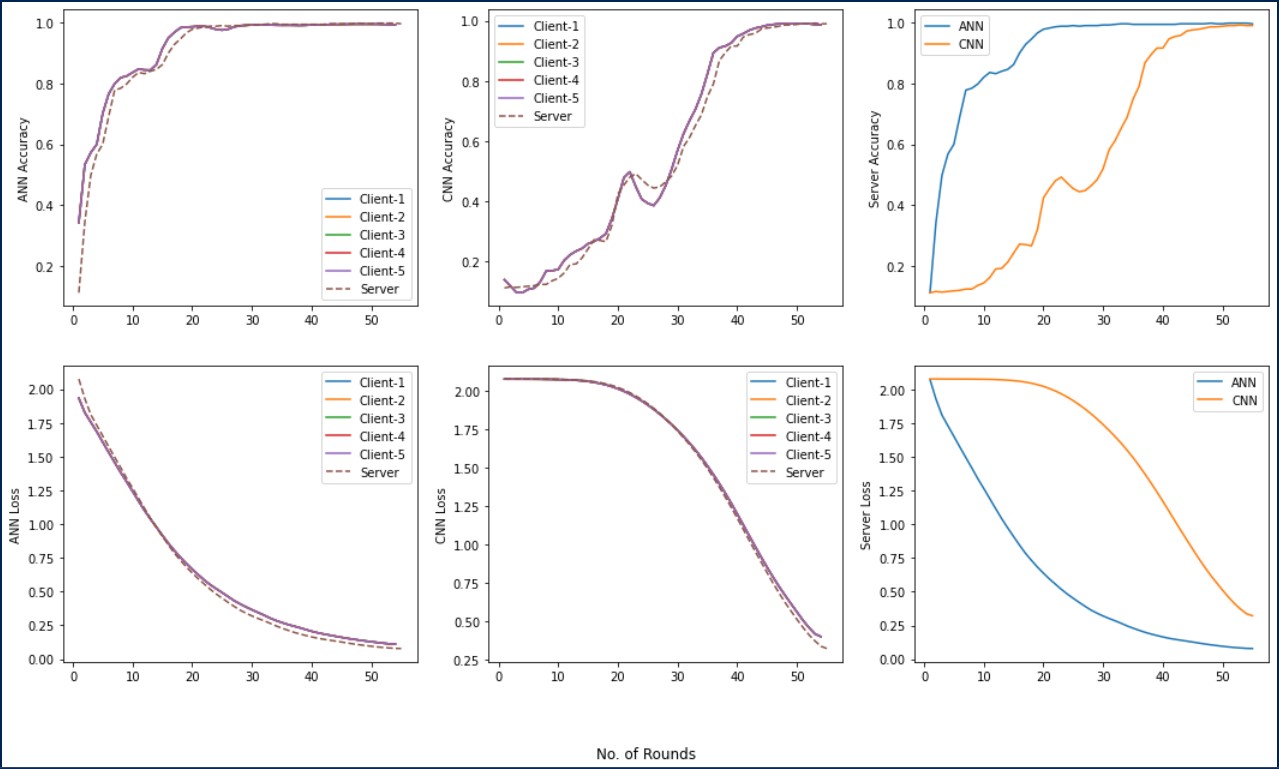 ANN Accuracy
1.0
0.8
0.6
0.4
0.2
0 10 20 30 40 50
Client-1
Client-2
Client-3
Client-4
Client-5
Server
CNN Accuracy
1.0
0.8
0.6
0.4
0.2
0 10 20 30 40 50
Client-1
Client-2
Client-3
Client-4
Client-5
Server
Server Accuracy
1.0
0.8
0.6
0.4
0.2
0 10 20 30 40 50
ANN
CNN
ANN Loss
2.00
1.75
1.50
1.25
1.00
0.75
0.50
0.25
0.00
0 10 20 30 40 50
Client-1
Client-2
Client-3
Client-4
Client-5
Server
CNN Loss
2.00
1.75
1.50
1.25
1.00
0.75
0.50
0.25
0 10 20 30 40 50
Client-1
Client-2
Client-3
Client-4
Client-5
Server
Server Loss
2.00
1.75
1.50
1.25
1.00
0.75
0.50
0.25
0.00
0 10 20 30 40 50
ANN
CNN
No. of Rounds